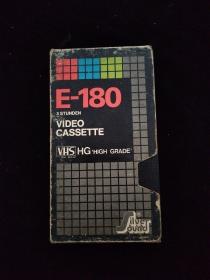 E-180
3 STUNDEN
VIDEO
CASSETTE
VHS HG 'HIGH GRADE'
Silver
Sound